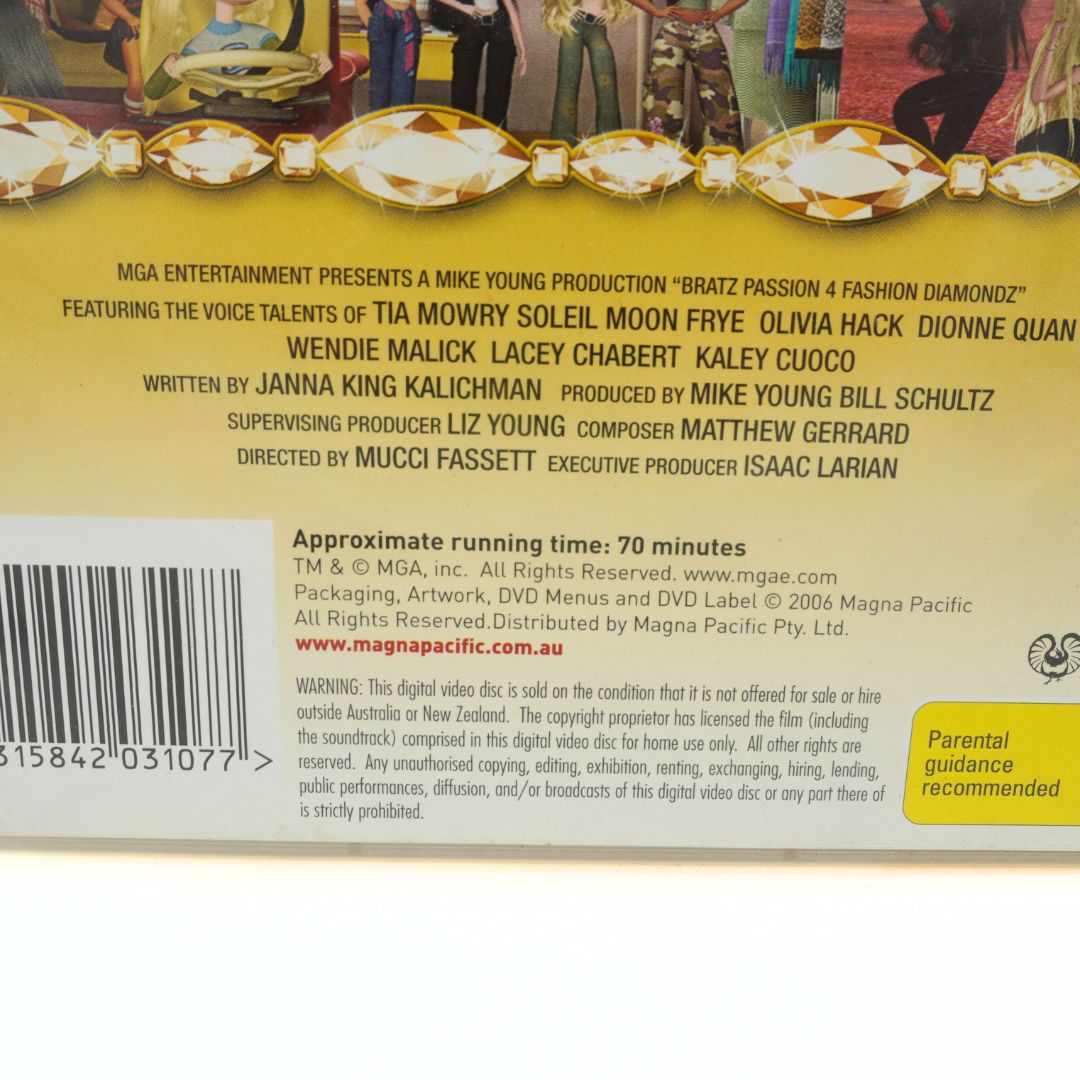 MGA ENTERTAINMENT PRESENTS A MIKE YOUNG PRODUCTION “BRATZ PASSION 4 FASHION DIAMONDZ”
FEATURING THE VOICE TALENTS OF TIA MOWRY SOLEIL MOON FRYE OLIVIA HACK DIONNE QUAN
WENDIE MALICK LACEY CHABERT KALEY CUOCO
WRITTEN BY JANNA KING KALICHMAN PRODUCED BY MIKE YOUNG BILL SCHULTZ
SUPERVISING PRODUCER LIZ YOUNG COMPOSER MATTHEW GERRARD
DIRECTED BY MUCCI FASSETT EXECUTIVE PRODUCER ISAAC LARIAN
Approximate running time: 70 minutes
TM & © MGA, inc. All Rights Reserved. www.mgae.com
Packaging, Artwork, DVD Menus and DVD Label © 2006 Magna Pacific
All Rights Reserved.Distributed by Magna Pacific Pty. Ltd.
www.magnapacific.com.au
WARNING: This digital video disc is sold on the condition that it is not offered for sale or hire
outside Australia or New Zealand. The copyright proprietor has licensed the film (including
the soundtrack) comprised in this digital video disc for home use only. All other rights are
reserved. Any unauthorised copying, editing, exhibition, renting, exchanging, hiring, lending,
public performances, diffusion, and/or broadcasts of this digital video disc or any part there of
is strictly prohibited.
315842 031077 >
Parental
guidance
recommended